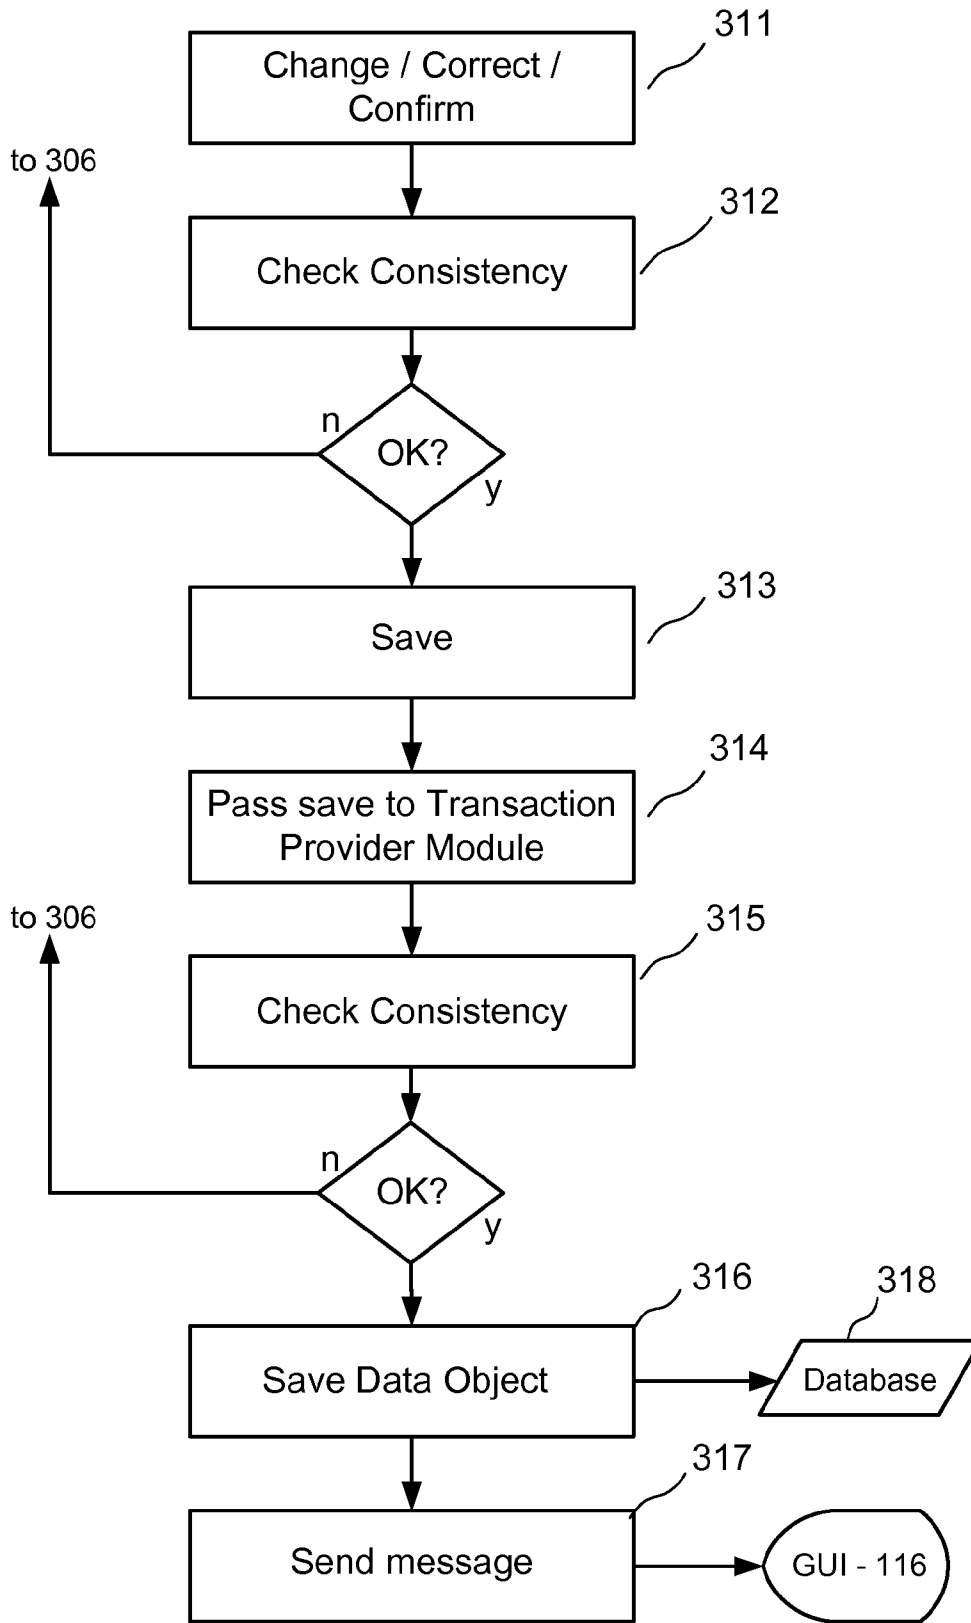 311
Change / Correct /
Confirm
to 306
312
Check Consistency
n
OK?
y
313
Save
314
Pass save to Transaction
Provider Module
to 306
315
Check Consistency
n
OK?
y
316
318
Save Data Object
Database
317
Send message
GUI - 116